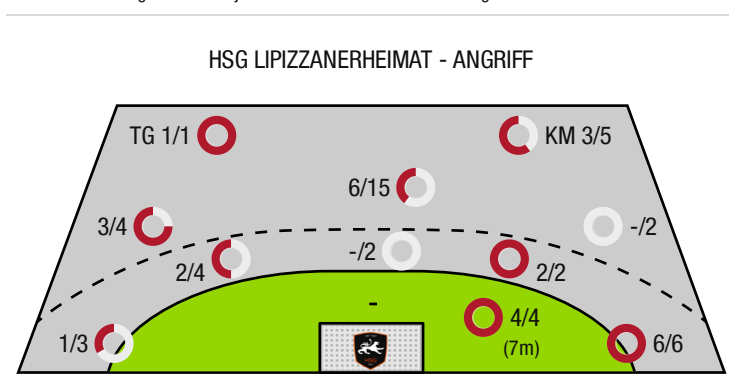 HSG LIPIZZANERHEIMAT - ANGRIFF
TG 1/1
KM 3/5
6/15
3/4
-/2
2/4
-/2
2/2
-
4/4
(7m)
1/3
6/6
HSG